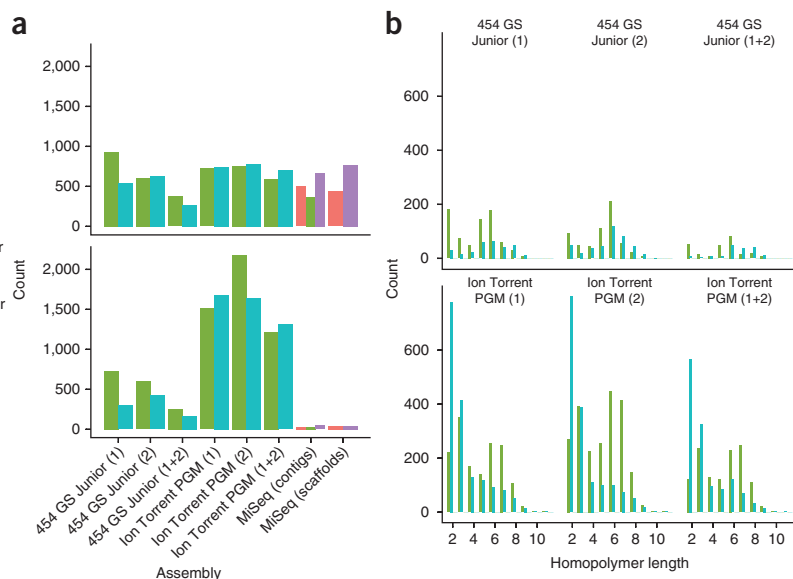 a
2,000
1,500
1,000
500
0
r
r
Count
2,000
1,500
1,000
500
0
454 GS Junior (1)
454 GS Junior (2)
454 GS Junior (1+2)
Ion Torrent PGM (1)
Ion Torrent PGM (2)
Ion Torrent PGM (1+2)
MiSeq (contigs)
MiSeq (scaffolds)
Assembly
b
454 GS
Junior (1)
454 GS
Junior (2)
454 GS
Junior (1+2)
600
400
200
0
Count
Ion Torrent
PGM (1)
Ion Torrent
PGM (2)
Ion Torrent
PGM (1+2)
600
400
200
0
2 4 6 8 10 2 4 6 8 10 2 4 6 8 10
Homopolymer length